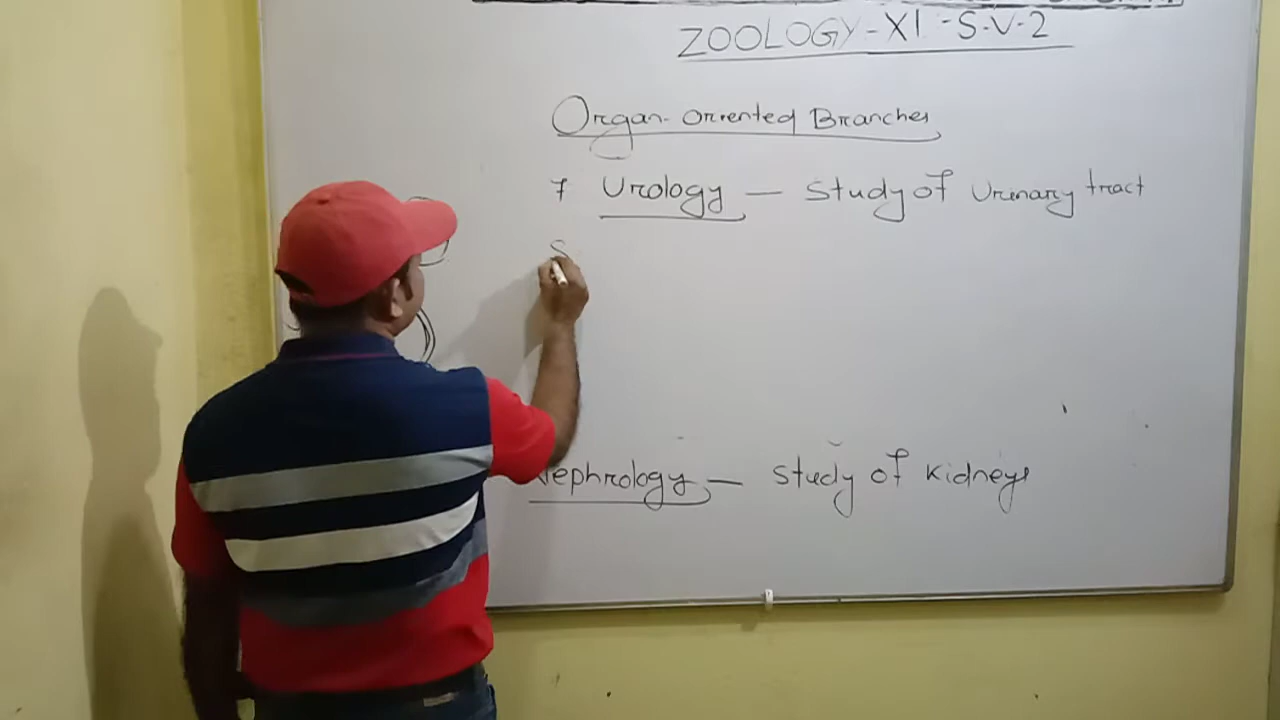 ZOOLOGY-XI-S.V-2
Organ-oriented Branches
7 Urology — Study of Urinary tract
Nephrology — Study of Kidneys